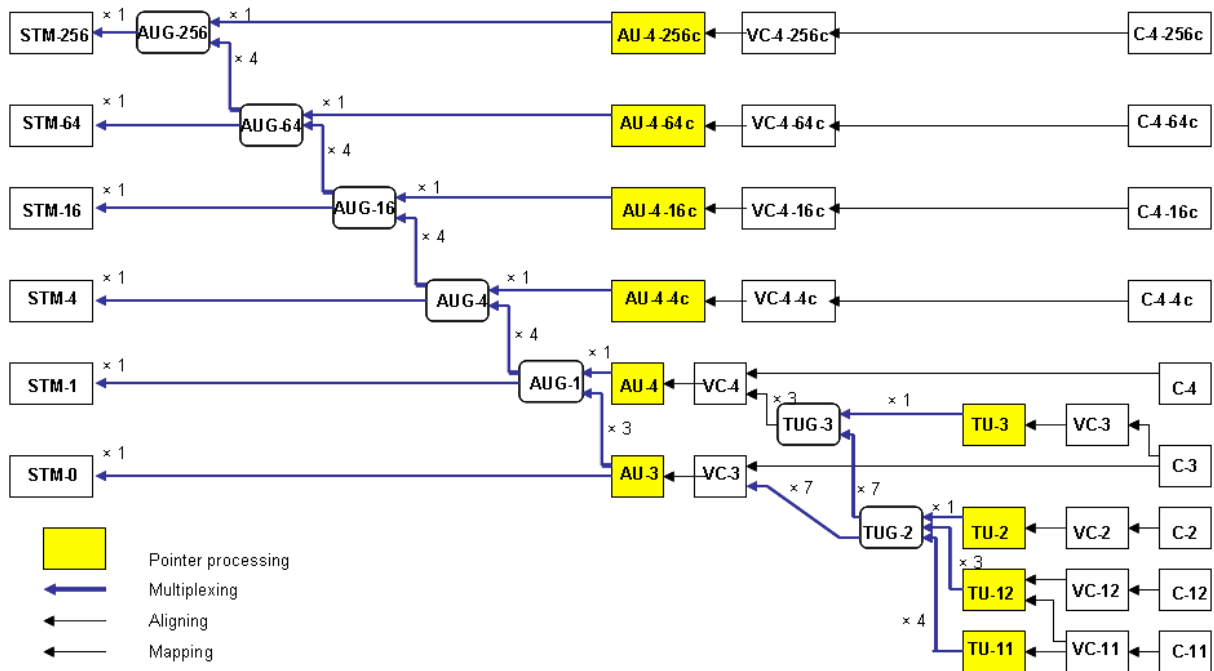 × 1
× 1
STM-256
AUG-256
AU-4-256c
VC-4-256c
C-4-256c
× 4
× 1
× 1
STM-64
AUG-64
AU-4-64c
VC-4-64c
C-4-64c
× 4
× 1
× 1
STM-16
AUG-16
AU-4-16c
VC-4-16c
C-4-16c
× 4
× 1
× 1
STM-4
AUG-4
AU-4-4c
VC-4-4c
C-4-4c
× 4
× 1
× 1
STM-1
AUG-1
AU-4
VC-4
C-4
× 3
× 1
TUG-3
TU-3
VC-3
× 3
× 1
STM-0
AU-3
VC-3
C-3
× 7
× 7
× 1
TUG-2
TU-2
VC-2
C-2
Pointer processing
× 3
Multiplexing
TU-12
VC-12
C-12
Aligning
× 4
Mapping
TU-11
VC-11
C-11